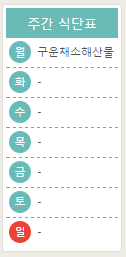 주간 식단표
월 구운채소해산물
화 -
수 -
목 -
금 -
토 -
일 -